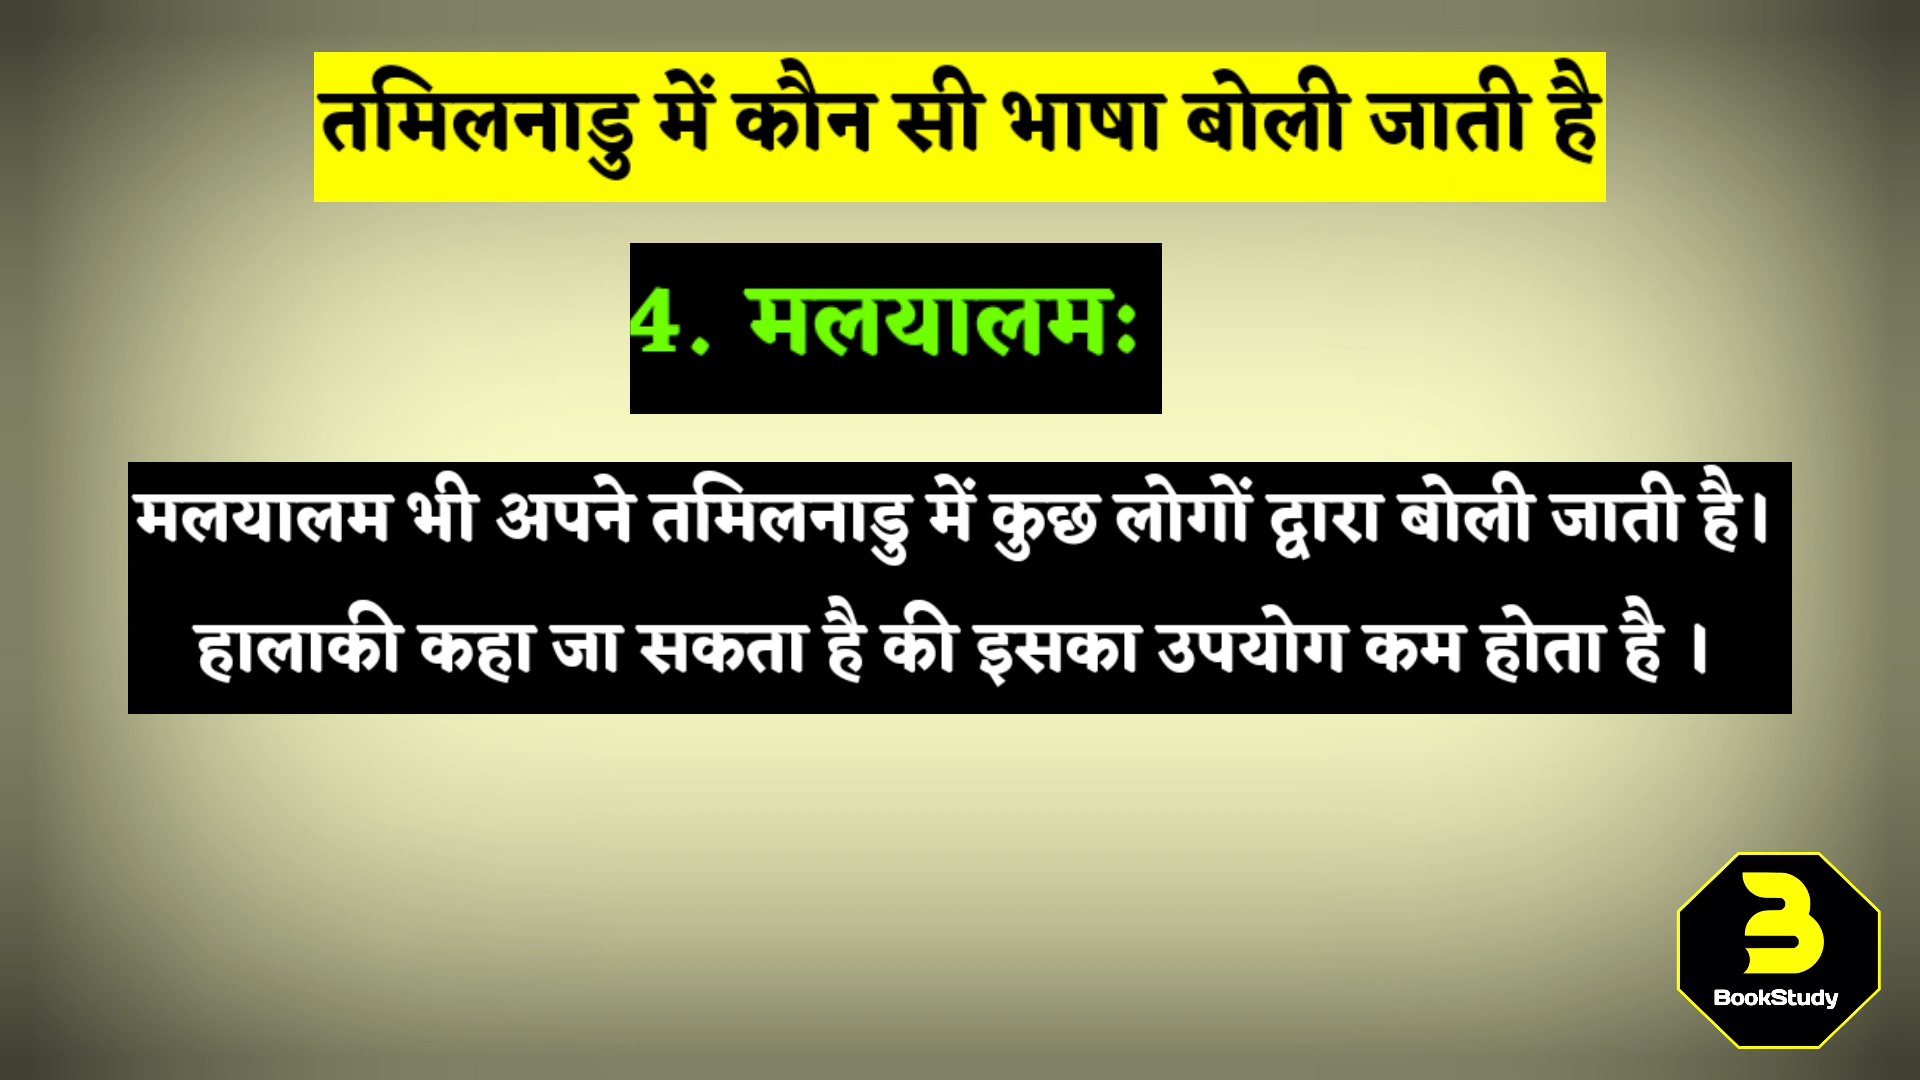 तमिलनाडु में कौन सी भाषा बोली जाती है
4. मलयालम:
मलयालम भी अपने तमिलनाडु में कुछ लोगों द्वारा बोली जाती है।
हालाकी कहा जा सकता है की इसका उपयोग कम होता है ।
BookStudy